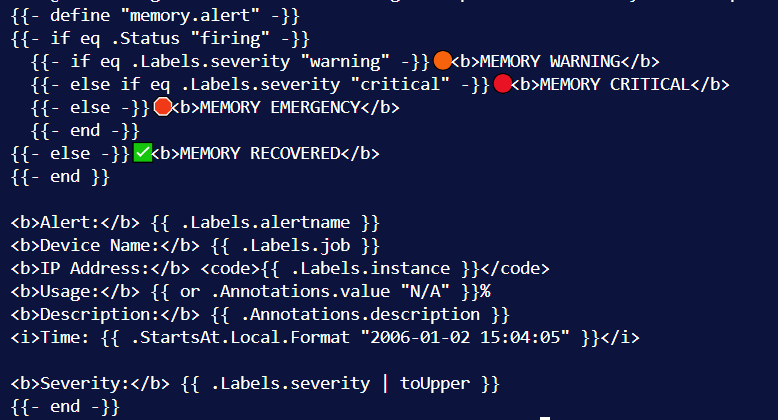 {{- define "memory.alert" -}}
{{- if eq .Status "firing" -}}
  {{- if eq .Labels.severity "warning" -}}🟠<b>MEMORY WARNING</b>
  {{- else if eq .Labels.severity "critical" -}}🔴<b>MEMORY CRITICAL</b>
  {{- else -}}🛑<b>MEMORY EMERGENCY</b>
  {{- end -}}
{{- else -}}✅<b>MEMORY RECOVERED</b>
{{- end }}

<b>Alert:</b> {{ .Labels.alertname }}
<b>Device Name:</b> {{ .Labels.job }}
<b>IP Address:</b> <code>{{ .Labels.instance }}</code>
<b>Usage:</b> {{ or .Annotations.value "N/A" }}%
<b>Description:</b> {{ .Annotations.description }}
<i>Time: {{ .StartsAt.Local.Format "2006-01-02 15:04:05" }}</i>

<b>Severity:</b> {{ .Labels.severity | toUpper }}
{{- end -}}